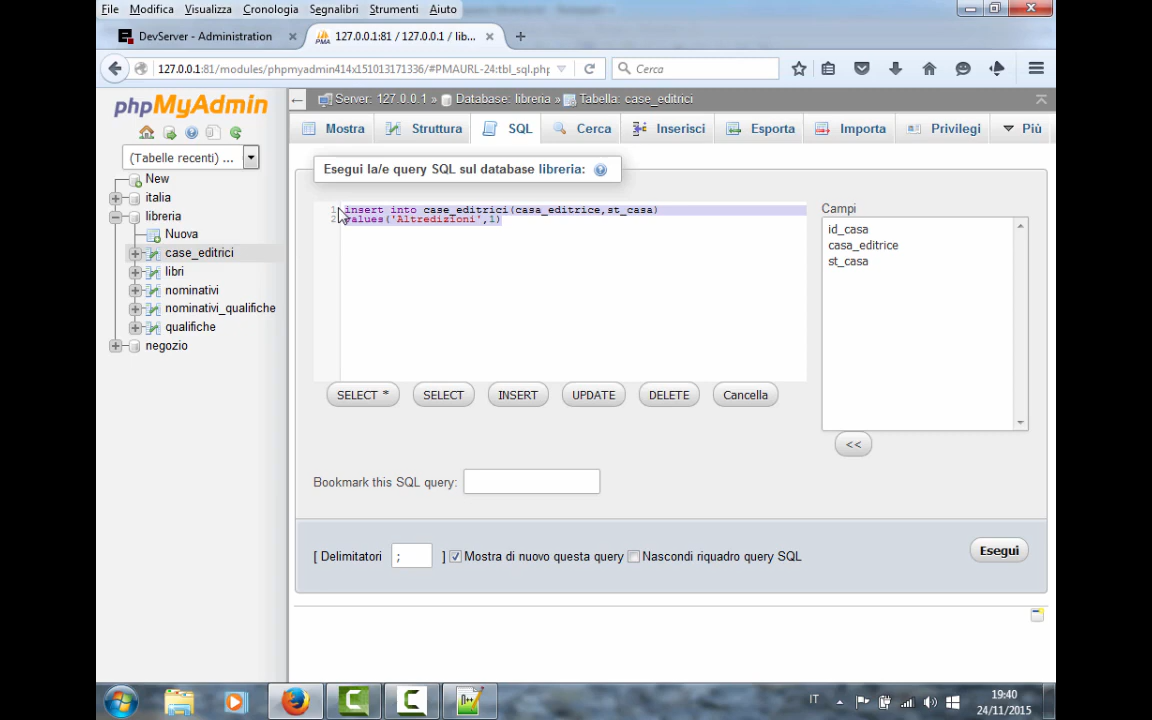 File Modifica Visualizza Cronologia Segnalibri Strumenti Aiuto
DevServer - Administration
127.0.0.1:81 / 127.0.0.1 / lib...
127.0.0.1:81/modules/phpmyadmin414x151013171336/#PMAURL-24:tbl_sql.php
Cerca
phpMyAdmin
(Tabelle recenti) ...
New
italia
libreria
Nuova
case_editrici
libri
nominativi
nominativi_qualifiche
qualifiche
negozio
Server: 127.0.0.1 » Database: libreria » Tabella: case_editrici
Mostra Struttura SQL Cerca Inserisci Esporta Importa Privilegi Più
Esegui la/e query SQL sul database libreria:
1 insert into case_editrici(casa_editrice,st_casa)
2 values('Altredizioni',1)
Campi
id_casa
casa_editrice
st_casa
SELECT * SELECT INSERT UPDATE DELETE Cancella
<<
Bookmark this SQL query:
[ Delimitatori ; ] Mostra di nuovo questa query Nascondi riquadro query SQL
Esegui
IT
19:40
24/11/2015